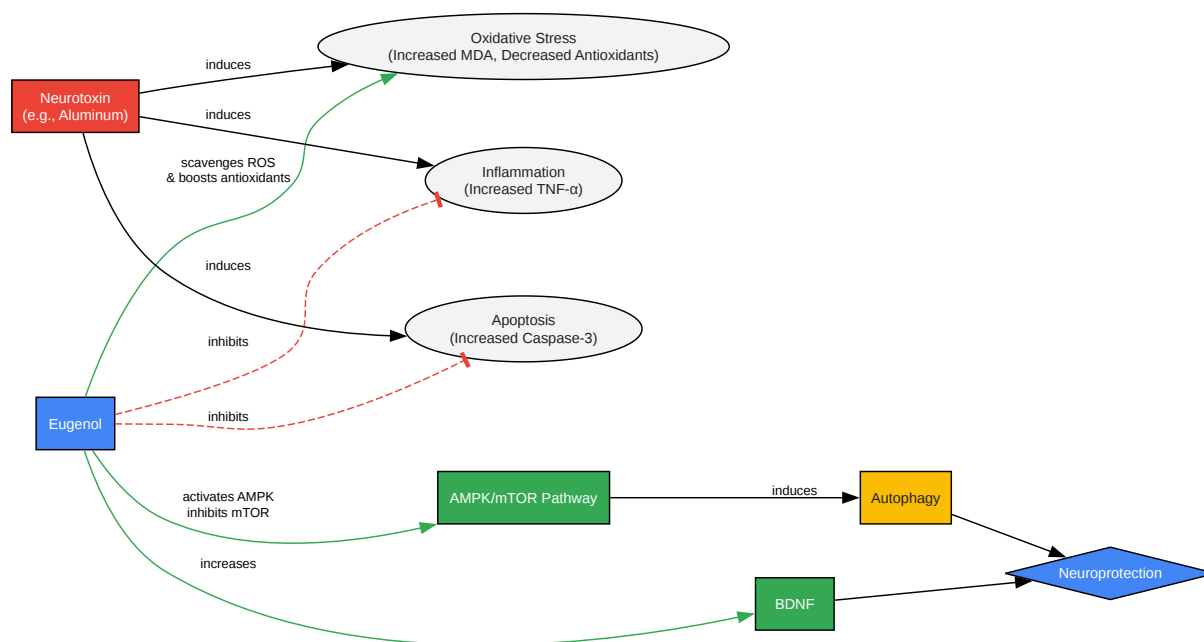 Oxidative Stress
(Increased MDA, Decreased Antioxidants)
induces
Neurotoxin
(e.g., Aluminum)
induces
scavenges ROS
& boosts antioxidants
Inflammation
(Increased TNF-α)
induces
Apoptosis
(Increased Caspase-3)
inhibits
Eugenol
inhibits
activates AMPK
inhibits mTOR
AMPK/mTOR Pathway
induces
Autophagy
increases
Neuroprotection
BDNF